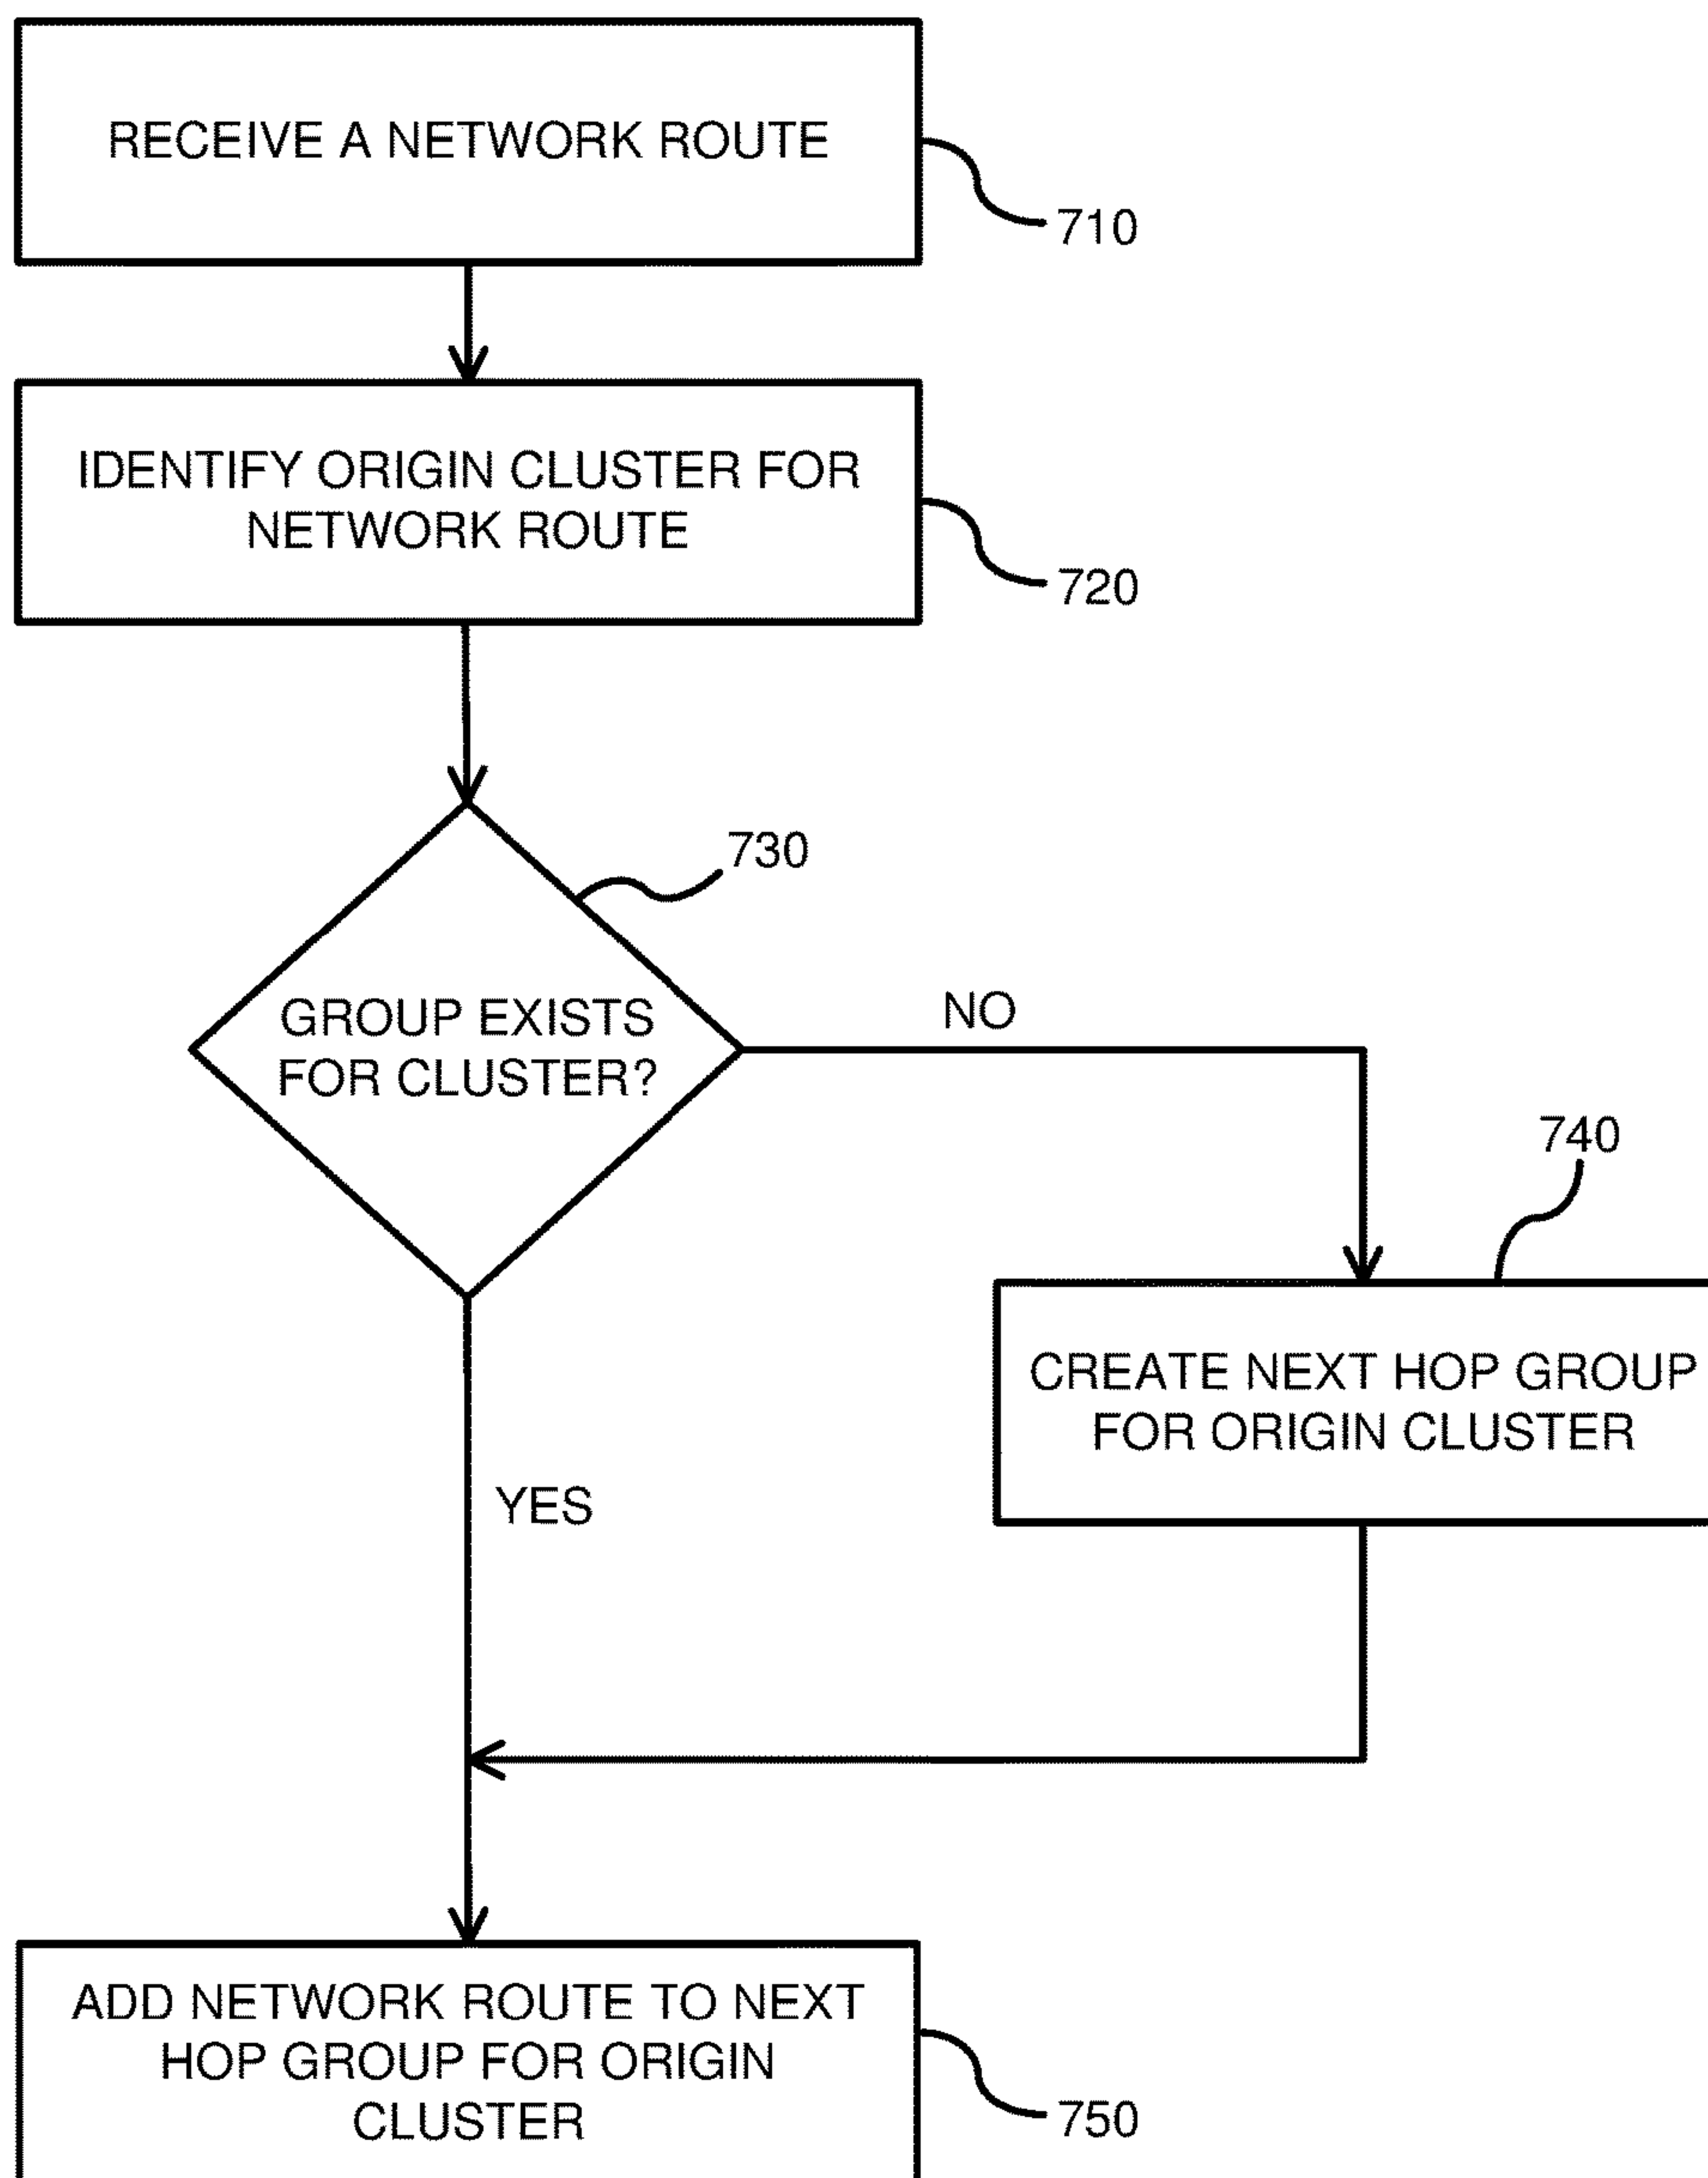 RECEIVE A NETWORK ROUTE
710
IDENTIFY ORIGIN CLUSTER FOR
NETWORK ROUTE
720
730
GROUP EXISTS
FOR CLUSTER?
NO
740
CREATE NEXT HOP GROUP
FOR ORIGIN CLUSTER
YES
ADD NETWORK ROUTE TO NEXT
HOP GROUP FOR ORIGIN
CLUSTER
750